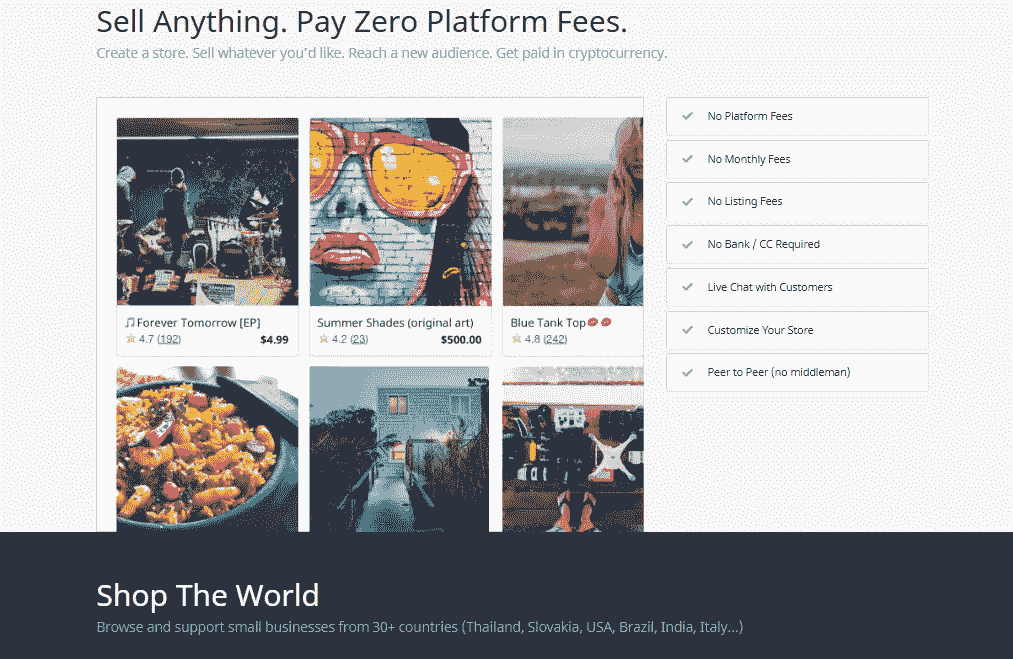 Sell Anything. Pay Zero Platform Fees.
Create a store. Sell whatever you'd like. Reach a new audience. Get paid in cryptocurrency.
🎵Forever Tomorrow [EP]
4.7 (192) $4.99
Summer Shades (original art)
4.2 (23) $500.00
Blue Tank Top💋💋
4.8 (242)
No Platform Fees
No Monthly Fees
No Listing Fees
No Bank / CC Required
Live Chat with Customers
Customize Your Store
Peer to Peer (no middleman)
Shop The World
Browse and support small businesses from 30+ countries (Thailand, Slovakia, USA, Brazil, India, Italy...)